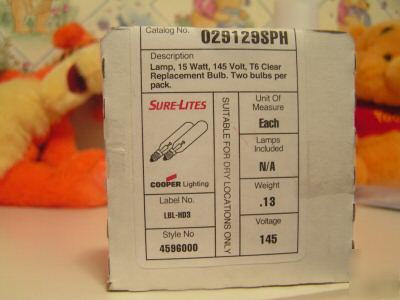 Catalog No. 029129SPH
Description
Lamp, 15 Watt, 145 Volt, T6 Clear
Replacement Bulb. Two bulbs per
pack.
SURE-LITES
COOPER Lighting
Label No.
LBL-HD3
Style No
4596000
SUITABLE FOR DRY LOCATIONS ONLY
Unit Of
Measure
Each
Lamps
Included
N/A
Weight
.13
Voltage
145